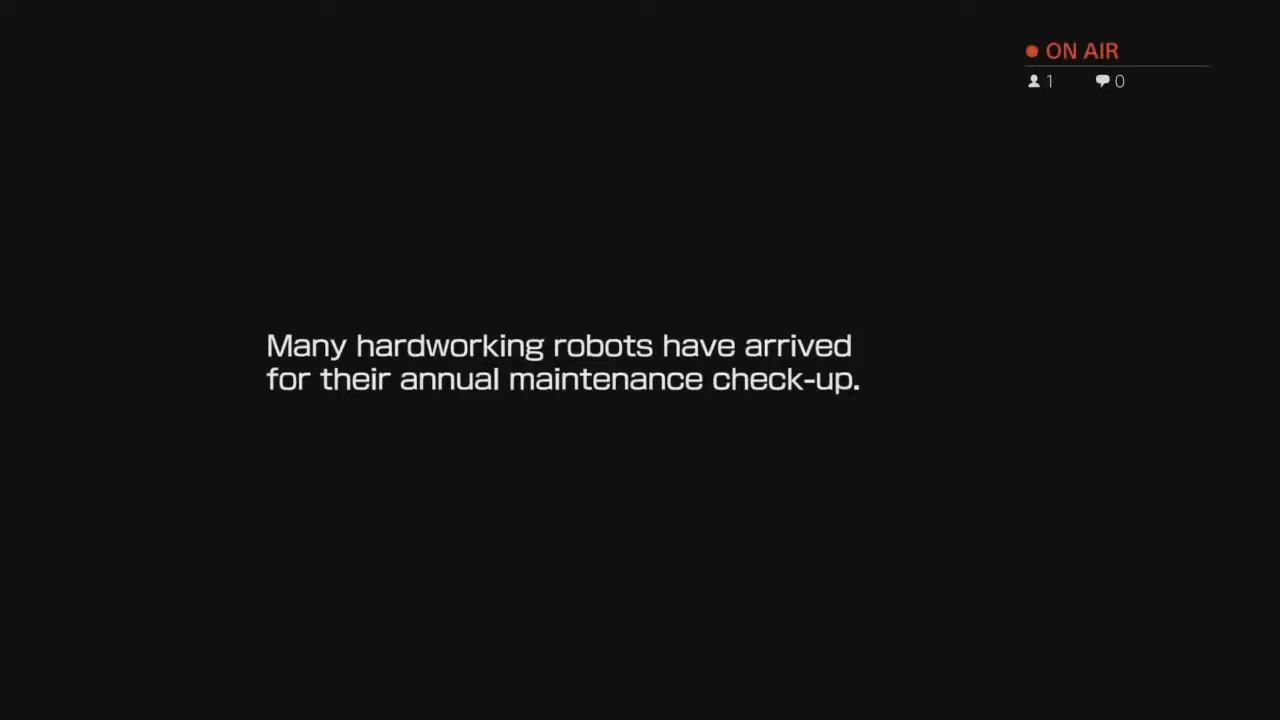 ON AIR
1 0
Many hardworking robots have arrived
for their annual maintenance check-up.